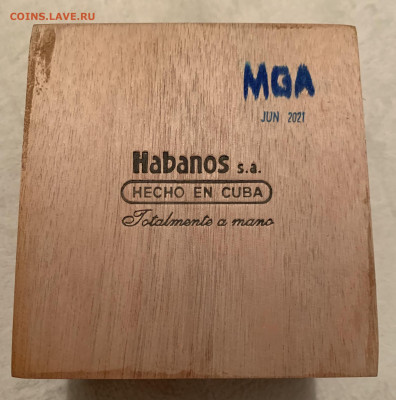 COINS.LAVE.RU
MGA
JUN 2021
Habanos s.a.
HECHO EN CUBA
Totalmente a mano